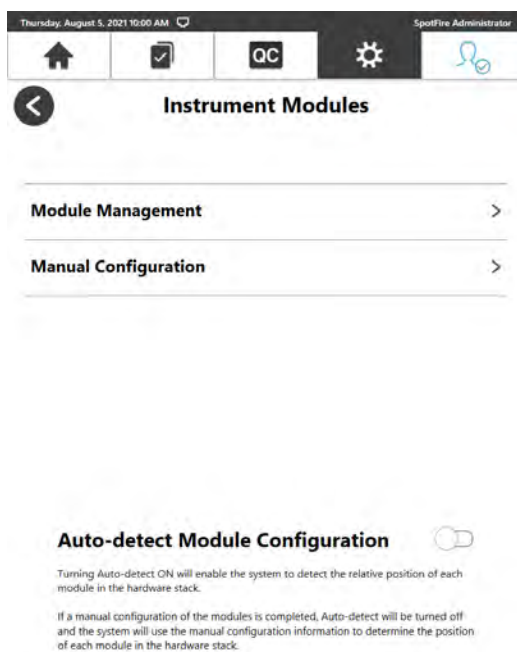 Thursday, August 5, 2021 10:00 AM
SpotFire Administrator
QC
Instrument Modules
Module Management
Manual Configuration
Auto-detect Module Configuration
Turning Auto-detect ON will enable the system to detect the relative position of each
module in the hardware stack.
If a manual configuration of the modules is completed, Auto-detect will be turned off
and the system will use the manual configuration information to determine the position
of each module in the hardware stack.